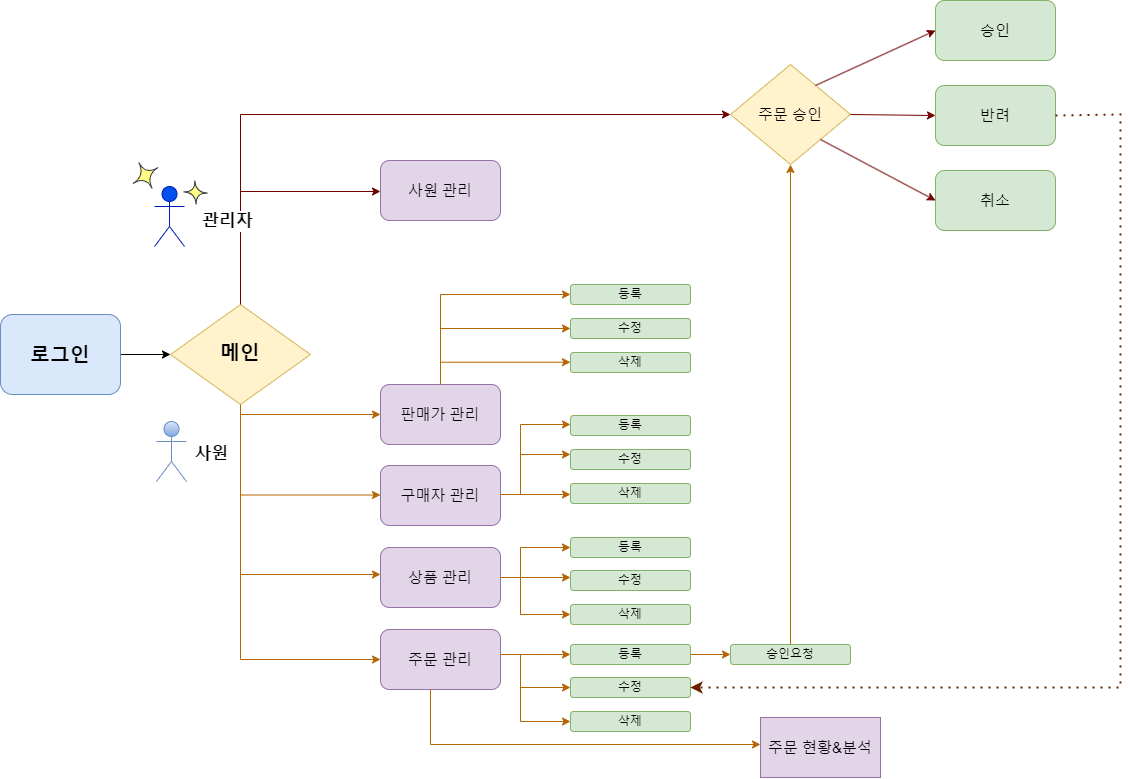 승인
주문 승인
반려
사원 관리
취소
관리자
등록
수정
로그인
메인
삭제
판매가 관리
등록
사원
수정
구매자 관리
삭제
등록
상품 관리
수정
삭제
주문 관리
등록
승인요청
수정
삭제
주문 현황&분석